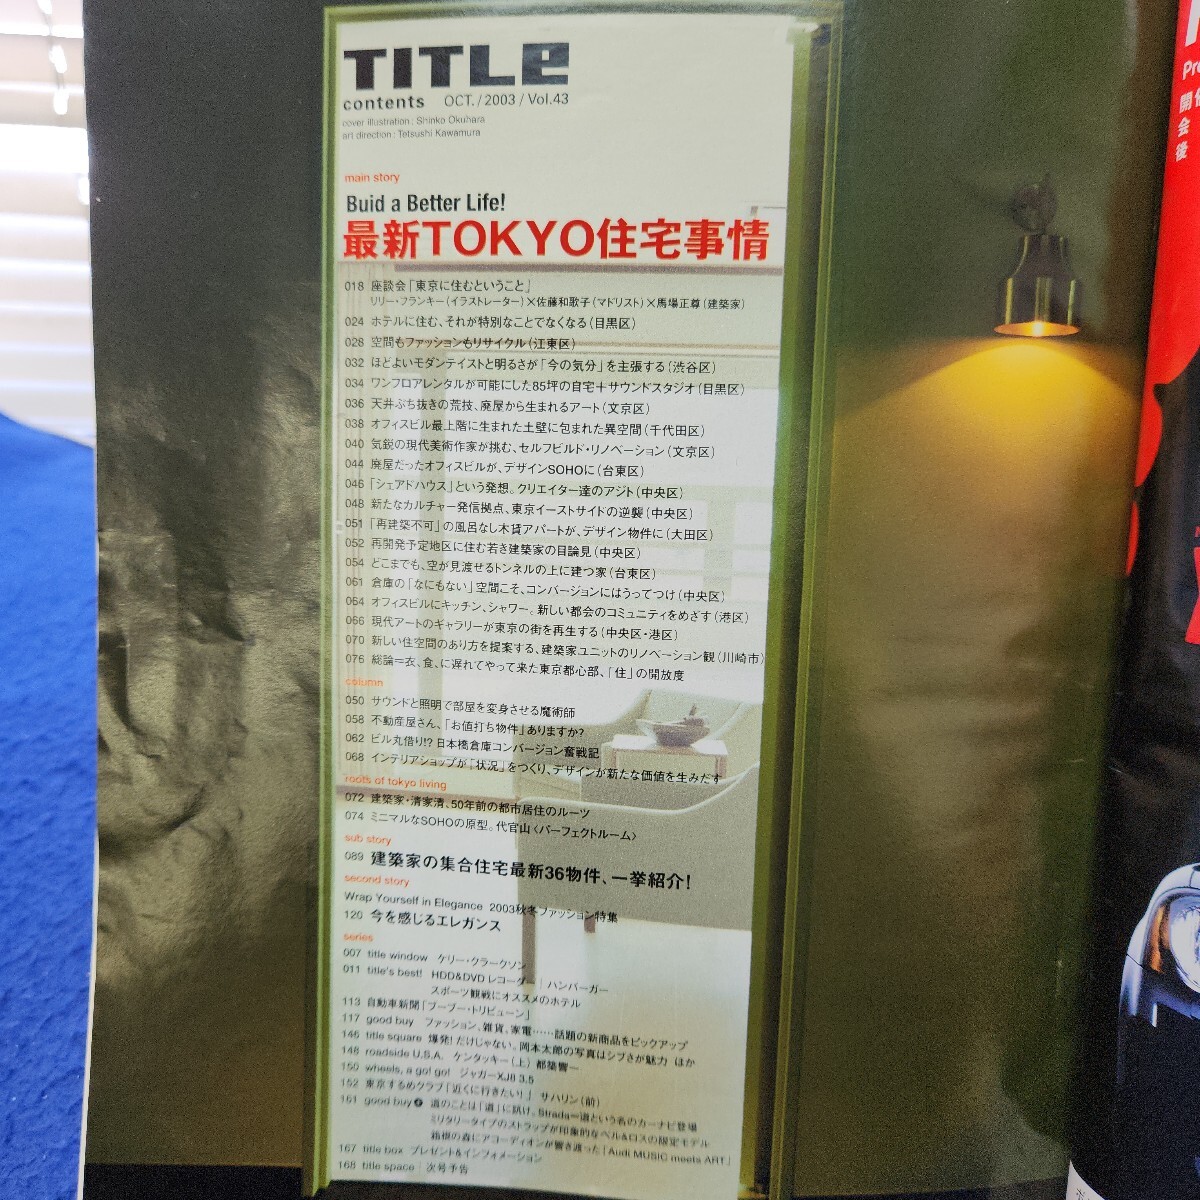 TITLE
contents OCT./2003/Vol.43
cover illustration : Shinko Okuhara
art direction : Tetsushi Kawamura
main story
Buid a Better Life!
最新TOKYO住宅事情
018 座談会「東京に住むということ」
リリー・フランキー(イラストレーター)×佐藤和歌子(マドリスト)×馬場正尊(建築家)
024 ホテルに住む、それが特別なことでなくなる(目黒区)
028 空間もファッションもリサイクル(江東区)
032 ほどよいモダンテイストと明るさが「今の気分」を主張する(渋谷区)
034 ワンフロアレンタルが可能にした85坪の自宅+サウンドスタジオ(目黒区)
036 天井ぶち抜きの荒技、廃屋から生まれるアート(文京区)
038 オフィスビル最上階に生まれた土壁に包まれた異空間(千代田区)
040 気鋭の現代美術作家が挑む、セルフビルド・リノベーション(文京区)
044 廃屋だったオフィスビルが、デザインSOHOに(台東区)
046 「シェアドハウス」という発想。クリエイター達のアジト(中央区)
048 新たなカルチャー発信拠点、東京イーストサイドの逆襲(中央区)
051 「再建築不可」の風呂なし木賃アパートが、デザイン物件に(大田区)
052 再開発予定地区に住む若き建築家の目論見(中央区)
054 どこまでも、空が見渡せるトンネルの上に建つ家(台東区)
061 倉庫の「なにもない」空間こそ、コンバージョンにはうってつけ(中央区)
064 オフィスビルにキッチン、シャワー。新しい都会のコミュニティをめざす(港区)
066 現代アートのギャラリーが東京の街を再生する(中央区・港区)
070 新しい住空間のあり方を提案する、建築家ユニットのリノベーション観(川崎市)
076 総論=衣、食、に遅れてやって来た東京都心部、「住」の開放度
column
050 サウンドと照明で部屋を変身させる魔術師
058 不動産屋さん、「お値打ち物件」ありますか?
062 ビル丸借り!? 日本橋倉庫コンバージョン奮戦記
068 インテリアショップが「状況」をつくり、デザインが新たな価値を生みだす
roots of tokyo living
072 建築家・清家清、50年前の都市居住のルーツ
074 ミニマルなSOHOの原型。代官山〈パーフェクトルーム〉
sub story
089 建築家の集合住宅最新36物件、一挙紹介!
second story
Wrap Yourself in Elegance 2003秋冬ファッション特集
120 今を感じるエレガンス
series
007 title window ケリー・クラークソン
011 title's best! HDD&DVDレコーダー | ハンバーガー
スポーツ観戦にオススメのホテル
113 自動車新聞「ブーブー・トリビューン」
117 good buy ファッション、雑貨、家電……話題の新商品をピックアップ
146 title square 爆発!だけじゃない。岡本太郎の写真はシブさが魅力 ほか
148 roadside U.S.A. ケンタッキー(上) 都築響一
150 wheels, a go! go! ジャガーXJ8 3.5
152 東京するめクラブ「近くに行きたい!」 サハリン(前)
161 good buy 道のことは「道」に訊け。Strada=道という名のカーナビ登場
ミリタリータイプのストラップが印象的なベル&ロスの限定モデル
箱根の森にアコーディオンが響き渡った「Audi MUSIC meets ART」
167 title box プレゼント&インフォメーション
168 title space | 次号予告
開催
会
後